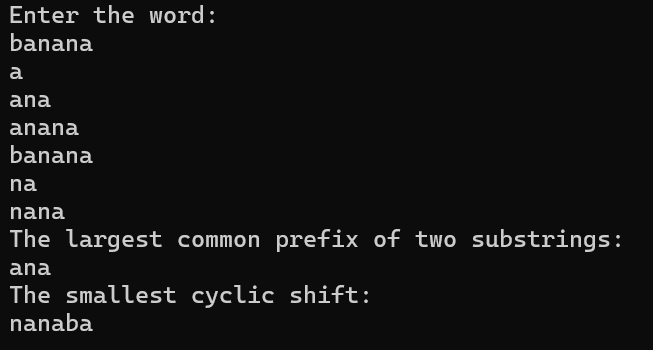 Enter the word:
banana
a
ana
anana
banana
na
nana
The largest common prefix of two substrings:
ana
The smallest cyclic shift:
nanaba